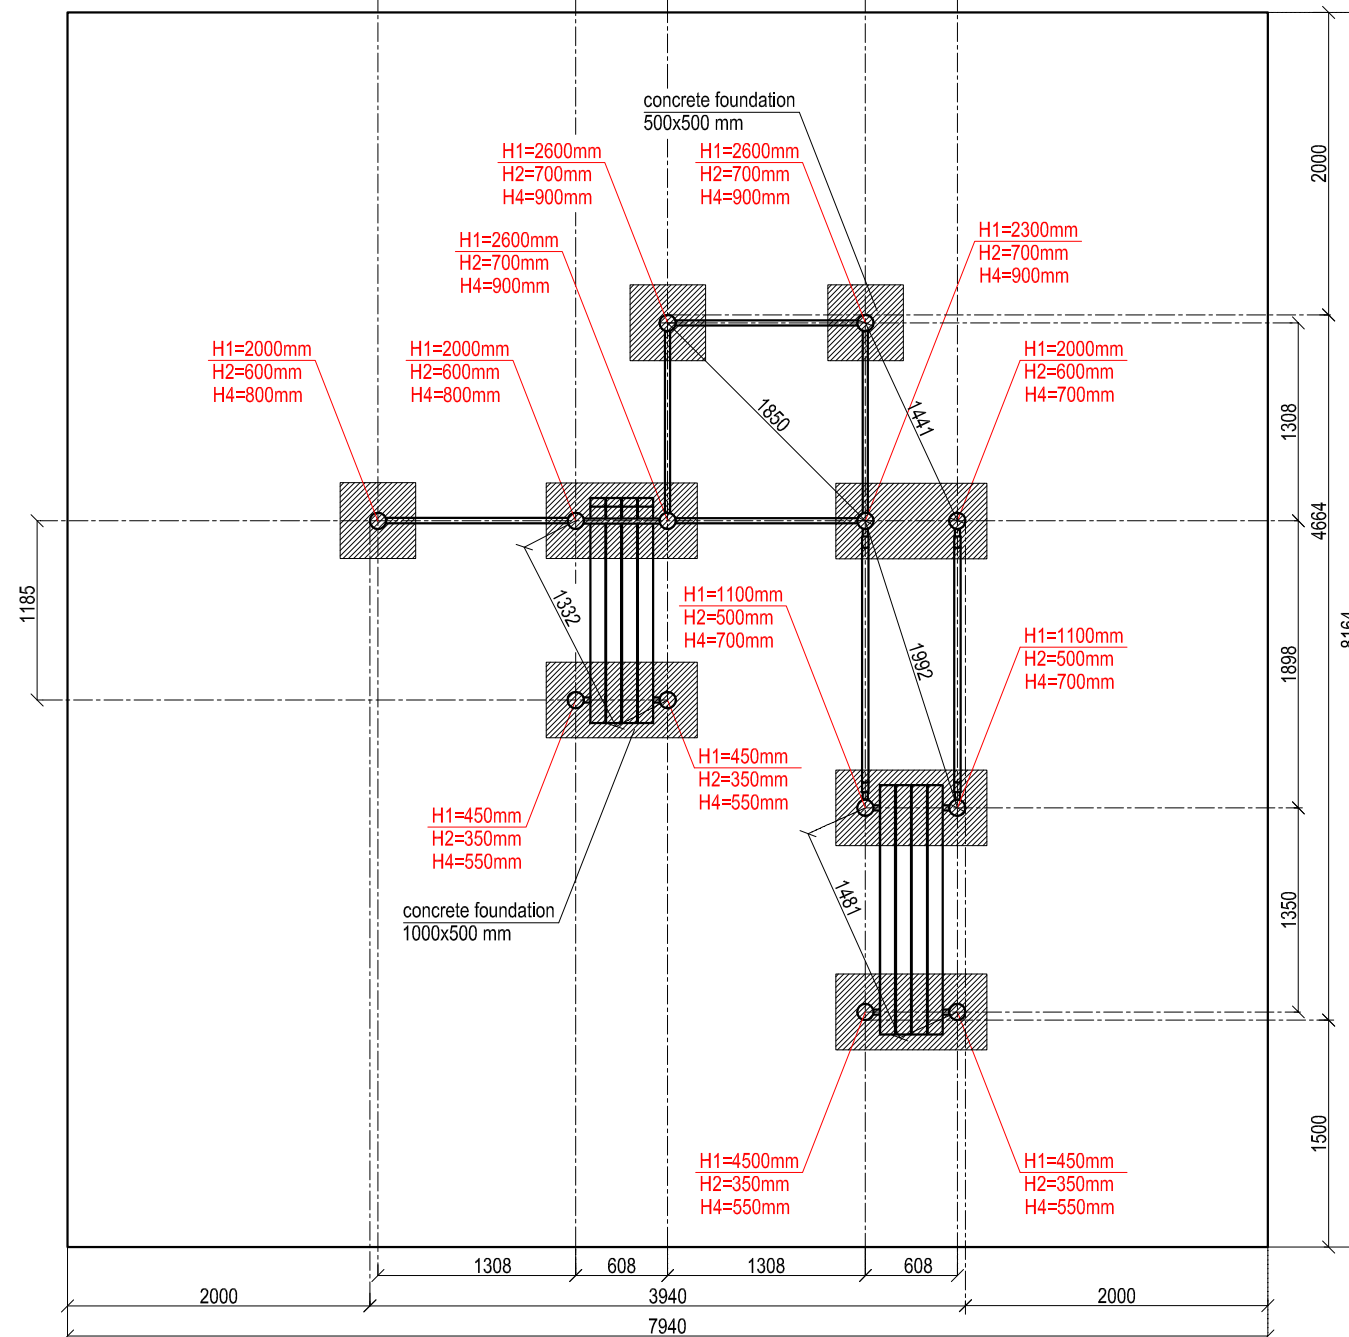 concrete foundation
500x500 mm
H1=2600mm
H2=700mm
H4=900mm
H1=2600mm
H2=700mm
H4=900mm
2000
H1=2600mm
H2=700mm
H4=900mm
H1=2300mm
H2=700mm
H4=900mm
H1=2000mm
H2=600mm
H4=800mm
H1=2000mm
H2=600mm
H4=800mm
H1=2000mm
H2=600mm
H4=700mm
1850
1441
1308
4664
8164
1185
1332
H1=1100mm
H2=500mm
H4=700mm
1992
H1=1100mm
H2=500mm
H4=700mm
1898
H1=450mm
H2=350mm
H4=550mm
H1=450mm
H2=350mm
H4=550mm
1481
1350
concrete foundation
1000x500 mm
H1=4500mm
H2=350mm
H4=550mm
H1=450mm
H2=350mm
H4=550mm
1500
1308
608
1308
608
2000
3940
2000
7940